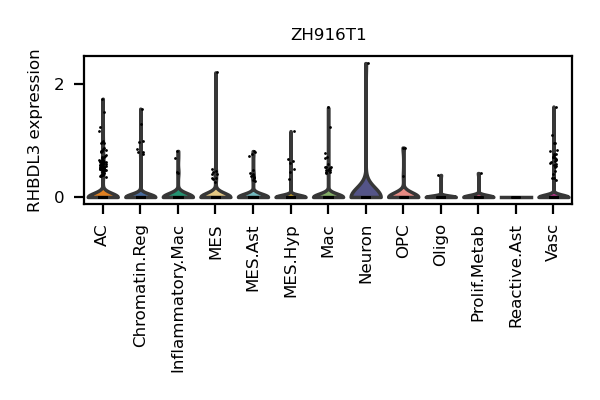 ZH916T1
RHBDL3 expression
2
0
AC
Chromatin.Reg
Inflammatory.Mac
MES
MES.Ast
MES.Hyp
Mac
Neuron
OPC
Oligo
Prolif.Metab
Reactive.Ast
Vasc